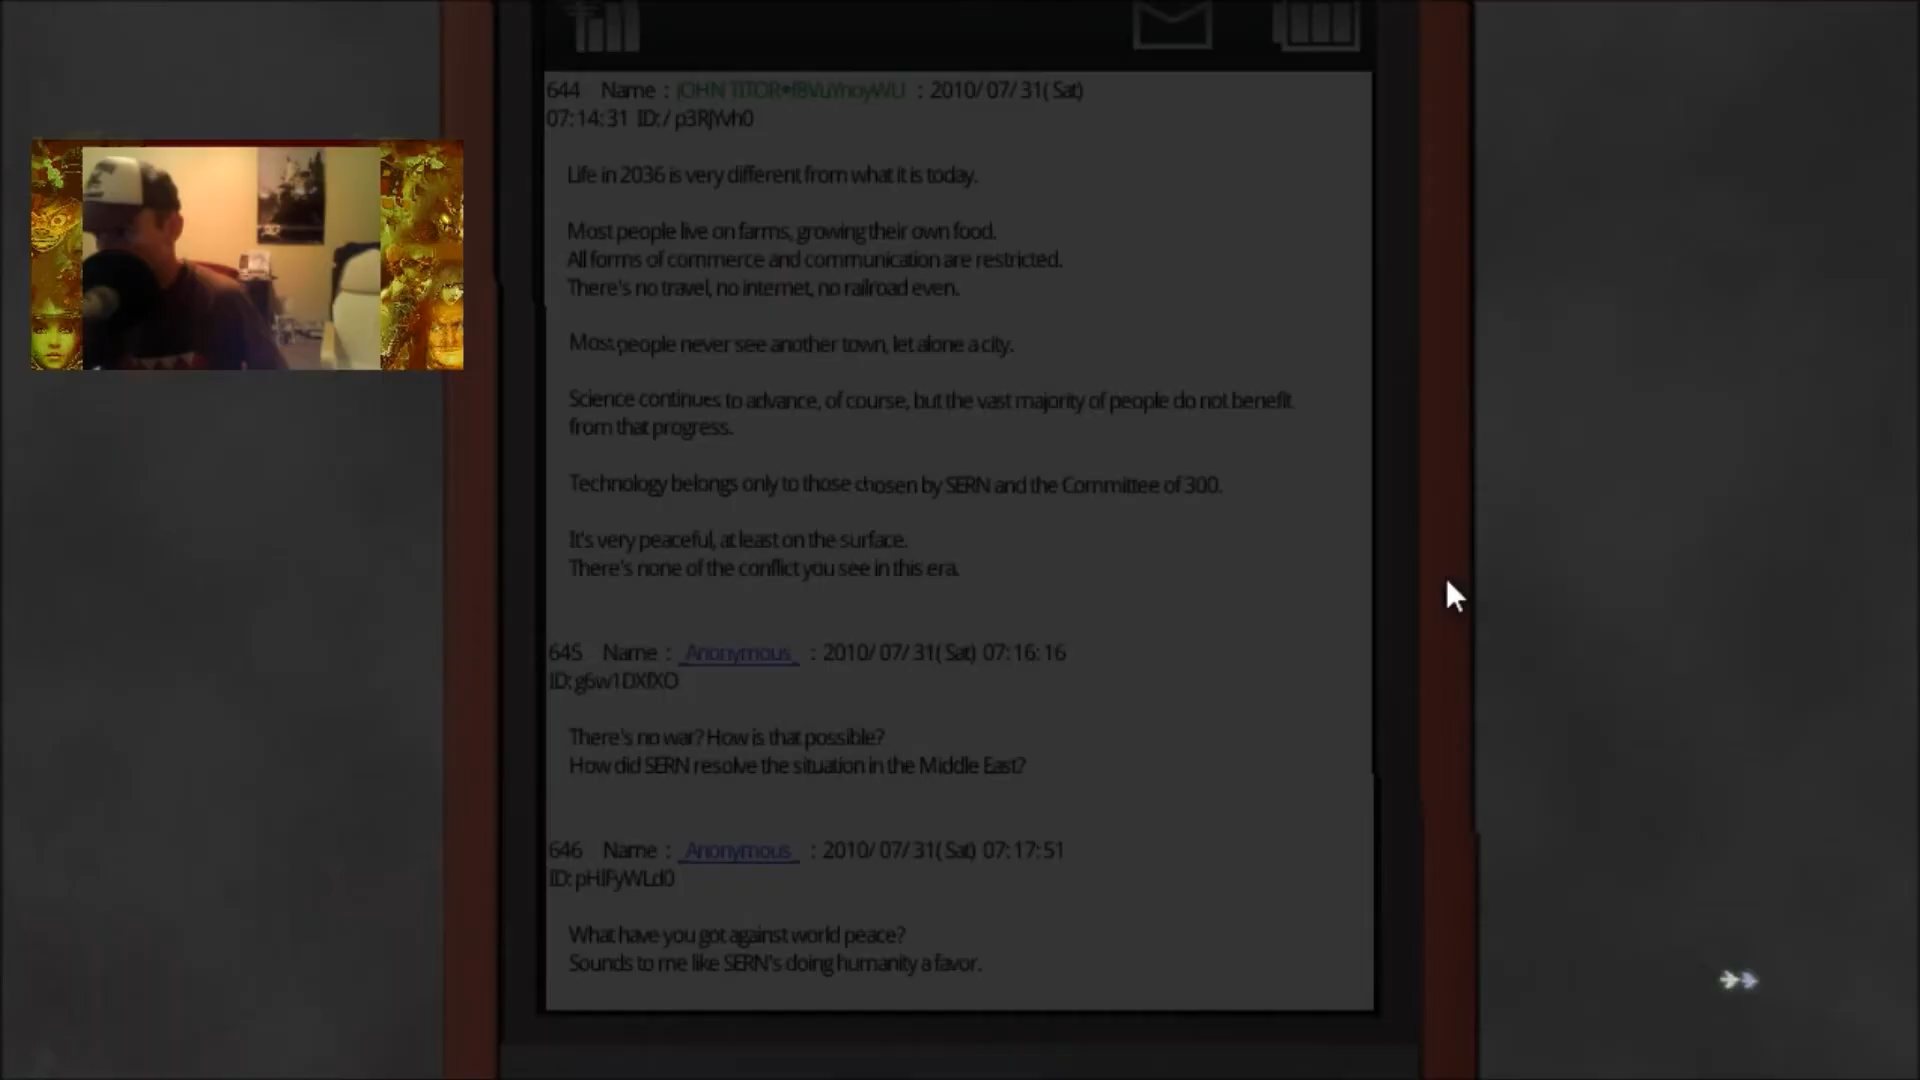 644 Name : jOHN TITOR : 2010/07/31(Sat)
07:14:31 ID:/p3RJYvh0
Life in 2036 is very different from what it is today.
Most people live on farms, growing their own food.
All forms of commerce and communication are restricted.
There's no travel, no internet, no railroad even.
Most people never see another town, let alone a city.
Science continues to advance, of course, but the vast majority of people do not benefit
from that progress.
Technology belongs only to those chosen by SERN and the Committee of 300.
It's very peaceful, at least on the surface.
There's none of the conflict you see in this era.
645 Name : _Anonymous_ : 2010/07/31(Sat) 07:16:16
ID:g6w1DXfXO
There's no war? How is that possible?
How did SERN resolve the situation in the Middle East?
646 Name : _Anonymous_ : 2010/07/31(Sat) 07:17:51
What have you got against world peace?
Sounds to me like SERN's doing humanity a favor.